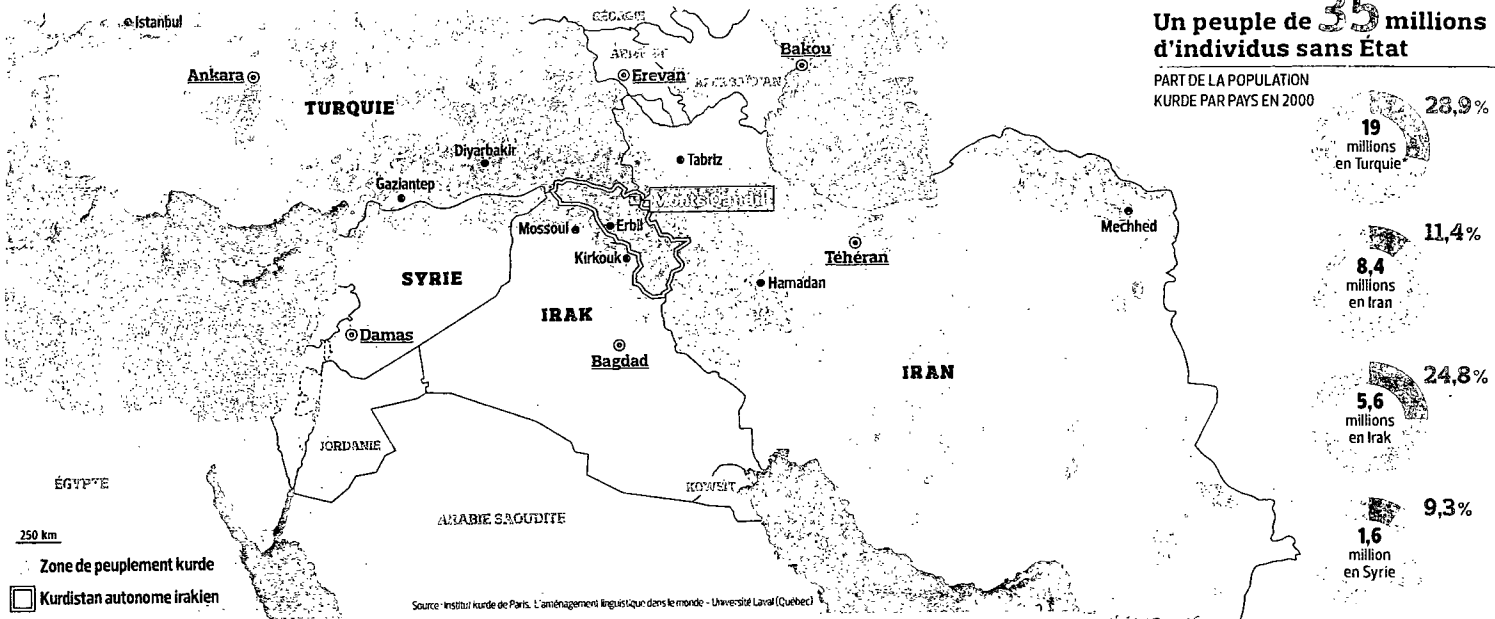 Un peuple de 35 millions
d'individus sans État
PART DE LA POPULATION
KURDE PAR PAYS EN 2000
28,9%
19
millions
en Turquie
11,4%
8,4
millions
en Iran
24,8%
5,6
millions
en Irak
9,3%
1,6
million
en Syrie
Istanbul
GÉORGIE
Ankara
Erevan
Bakou
TURQUIE
Diyarbakir
Tabriz
Gaziantep
Monts Qandil
Mossoul
Erbil
Mechhed
Kirkouk
Téhéran
SYRIE
Hamadan
IRAK
Damas
Bagdad
IRAN
JORDANIE
ÉGYPTE
KOWEÏT
ARABIE SAOUDITE
250 km
Zone de peuplement kurde
Kurdistan autonome irakien
Source : Institut kurde de Paris. L'aménagement linguistique dans le monde - Université Laval (Québec)